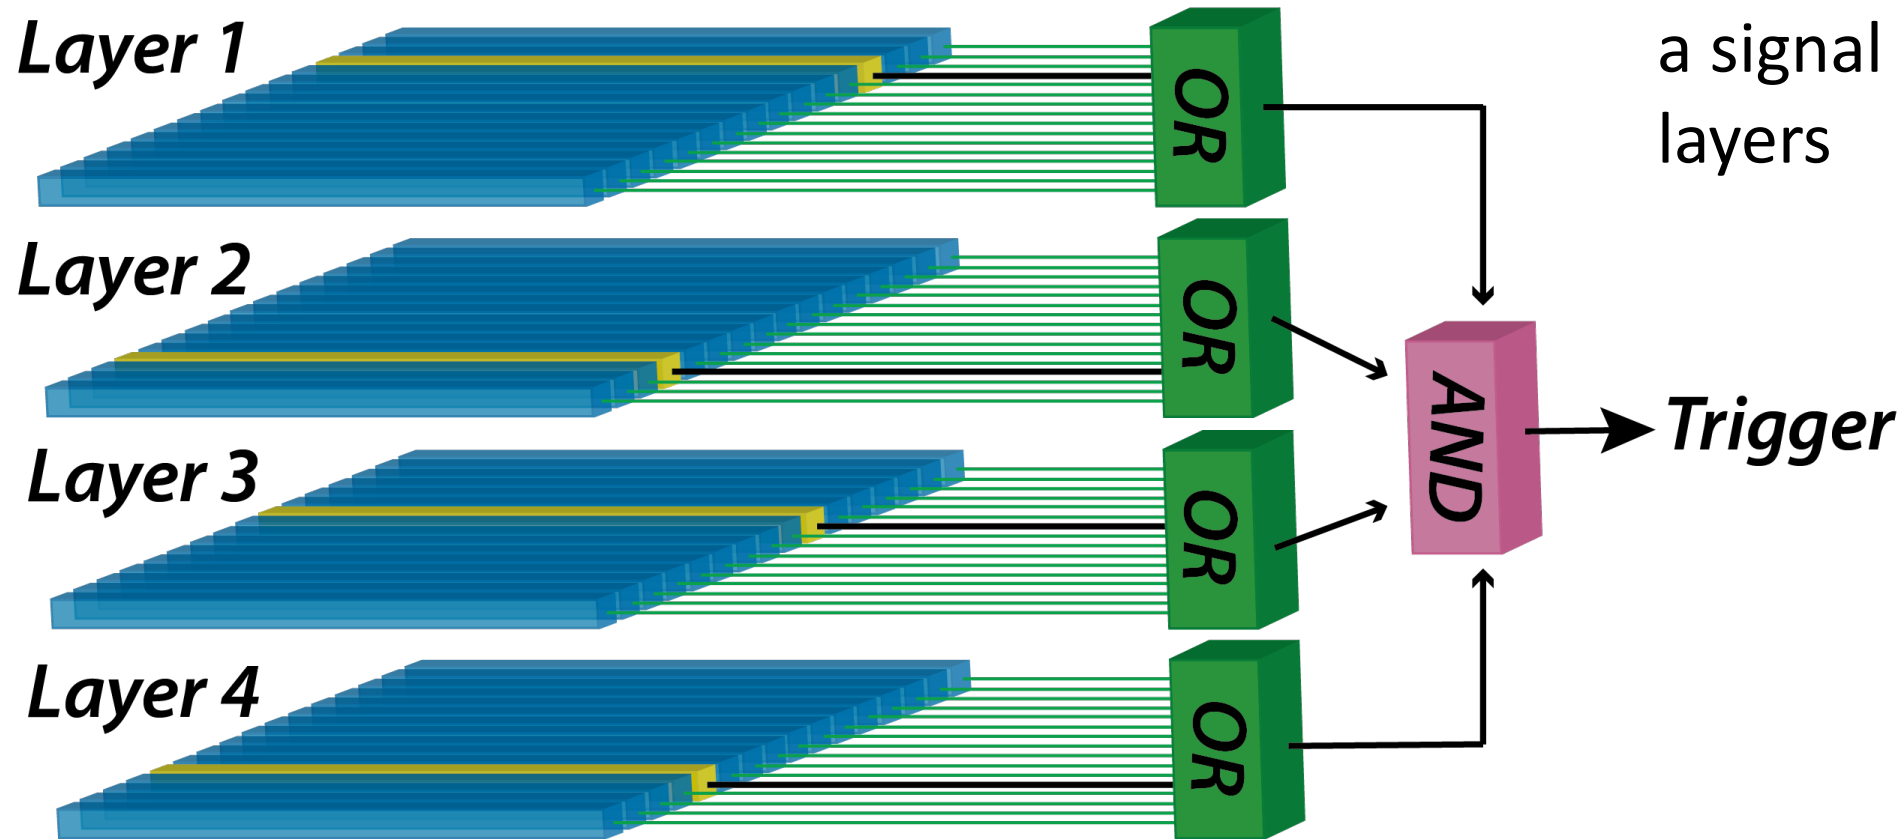 Layer 1
OR
a signal
layers
Layer 2
OR
AND
Trigger
Layer 3
OR
Layer 4
OR